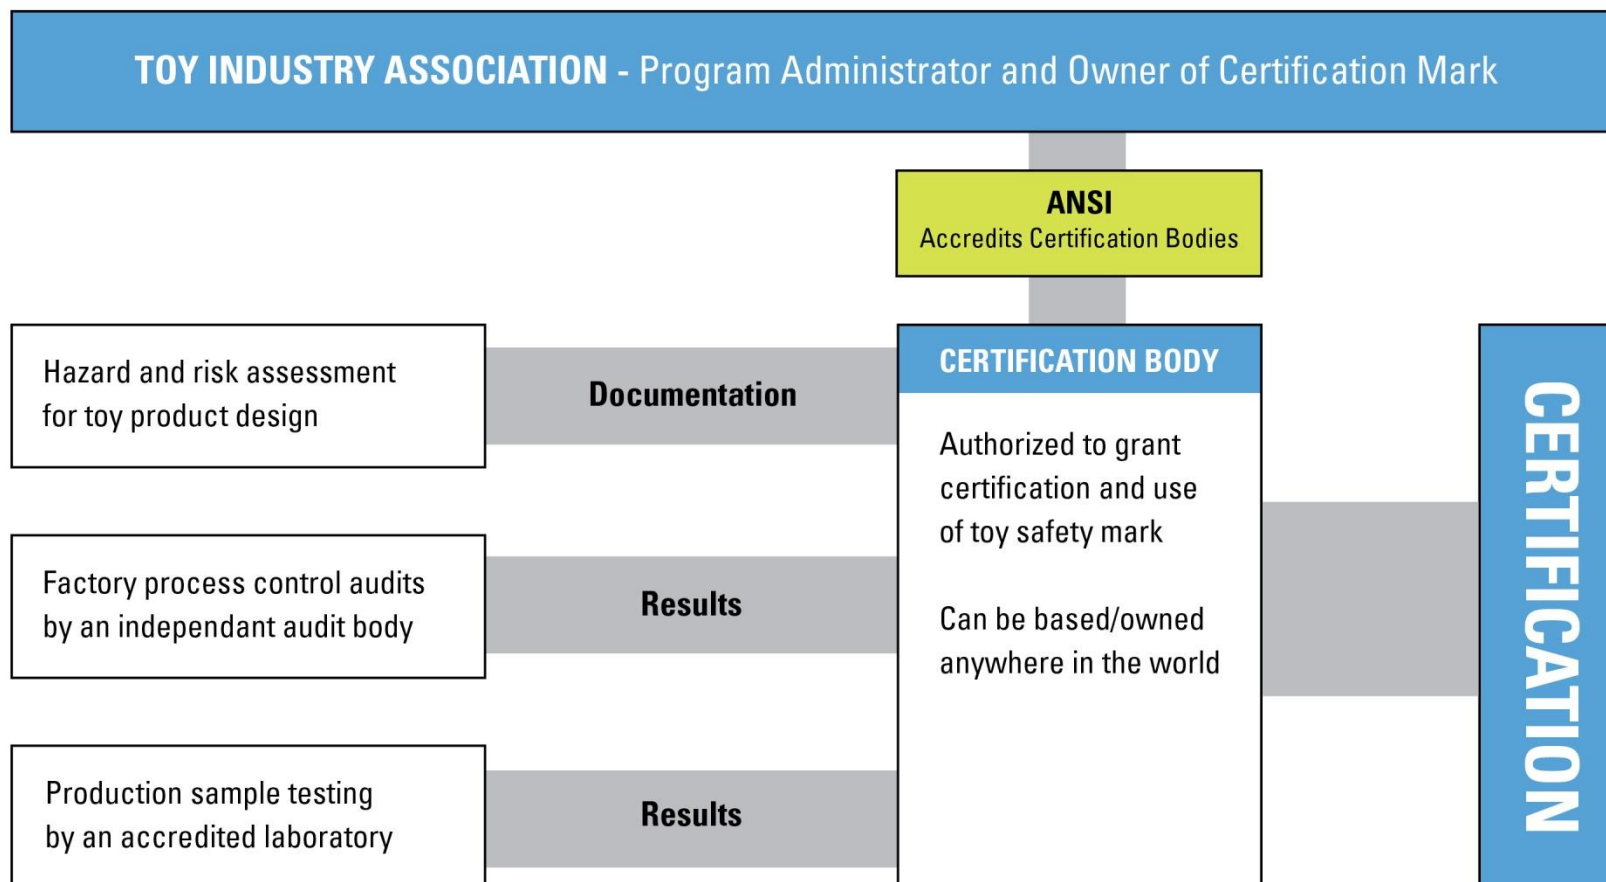 TOY INDUSTRY ASSOCIATION - Program Administrator and Owner of Certification Mark
ANSI
Accredits Certification Bodies
Hazard and risk assessment
for toy product design
Documentation
Factory process control audits
by an independant audit body
Results
Production sample testing
by an accredited laboratory
Results
CERTIFICATION BODY
Authorized to grant
certification and use
of toy safety mark
Can be based/owned
anywhere in the world
CERTIFICATION